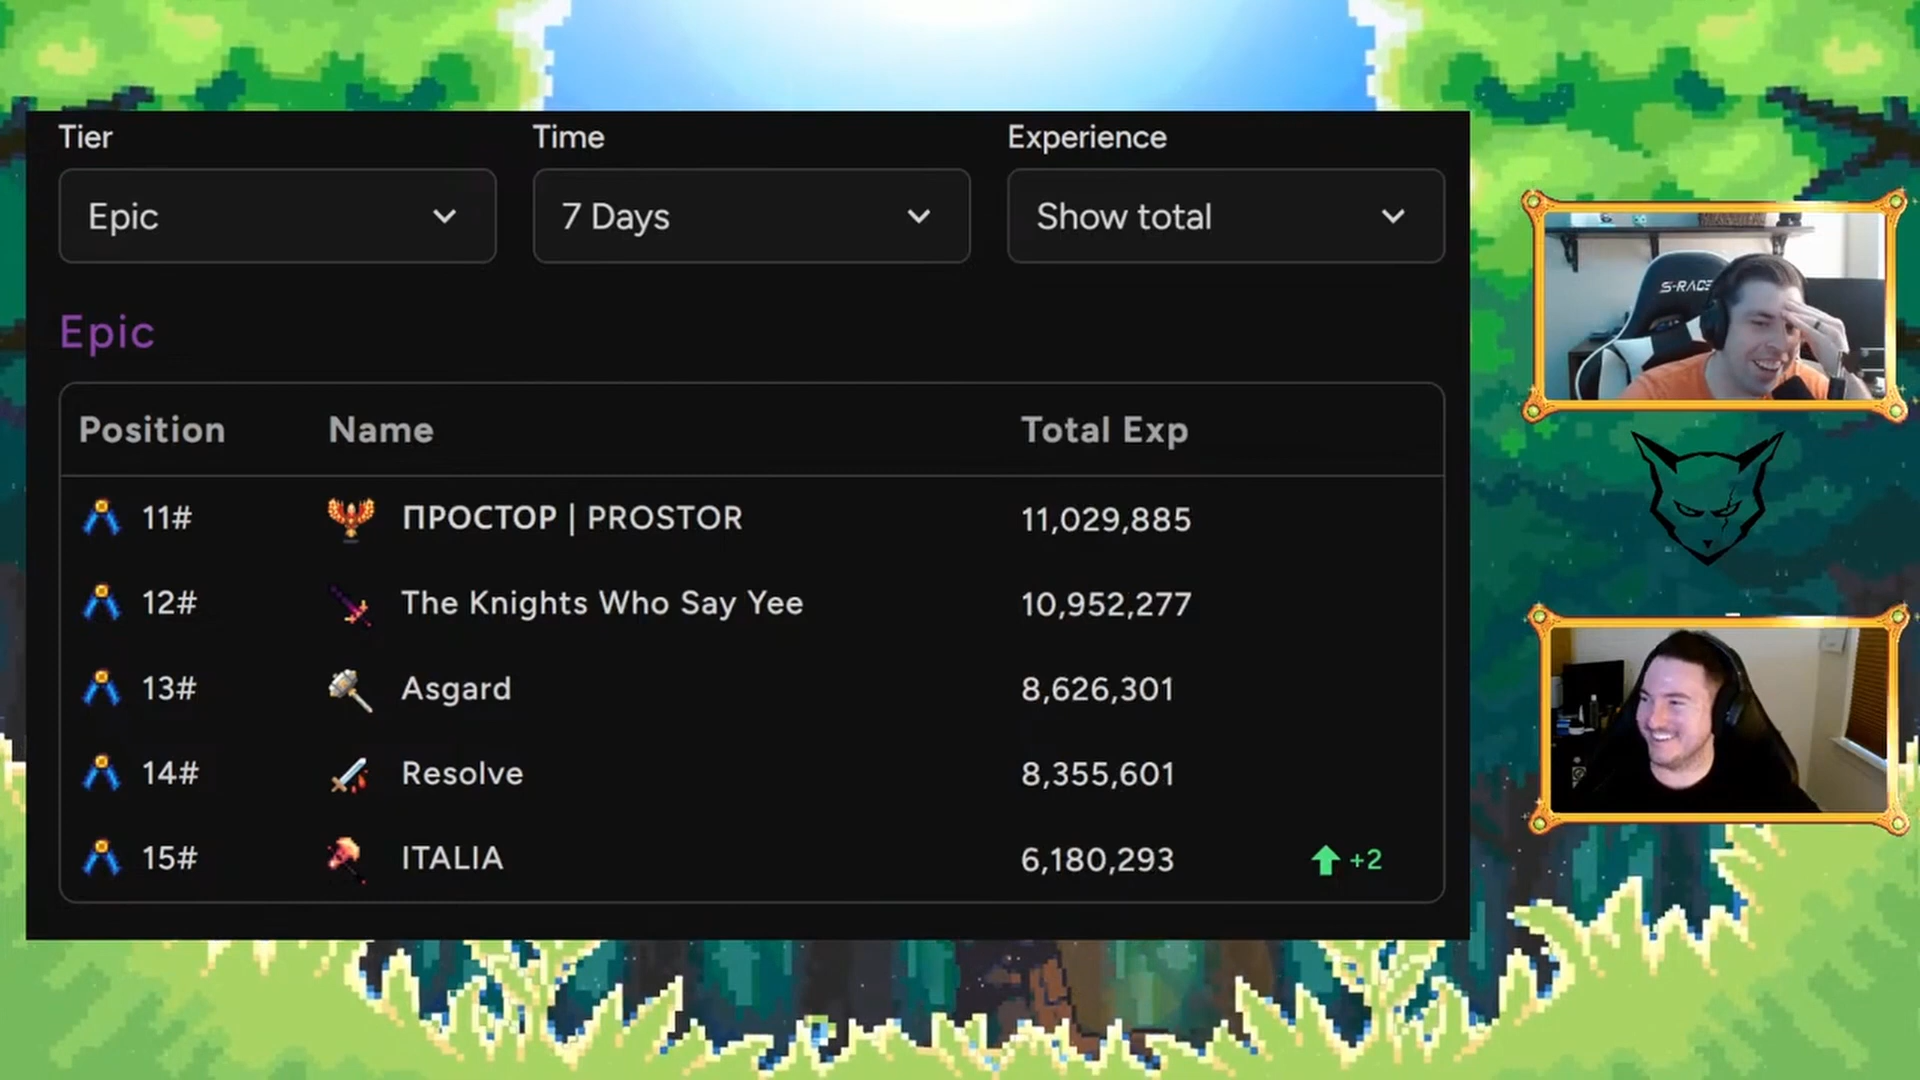 Tier Time Experience
Epic 7 Days Show total
Epic
Position Name Total Exp
11# ПРОСТОР | PROSTOR 11,029,885
12# The Knights Who Say Yee 10,952,277
13# Asgard 8,626,301
14# Resolve 8,355,601
15# ITALIA 6,180,293 +2